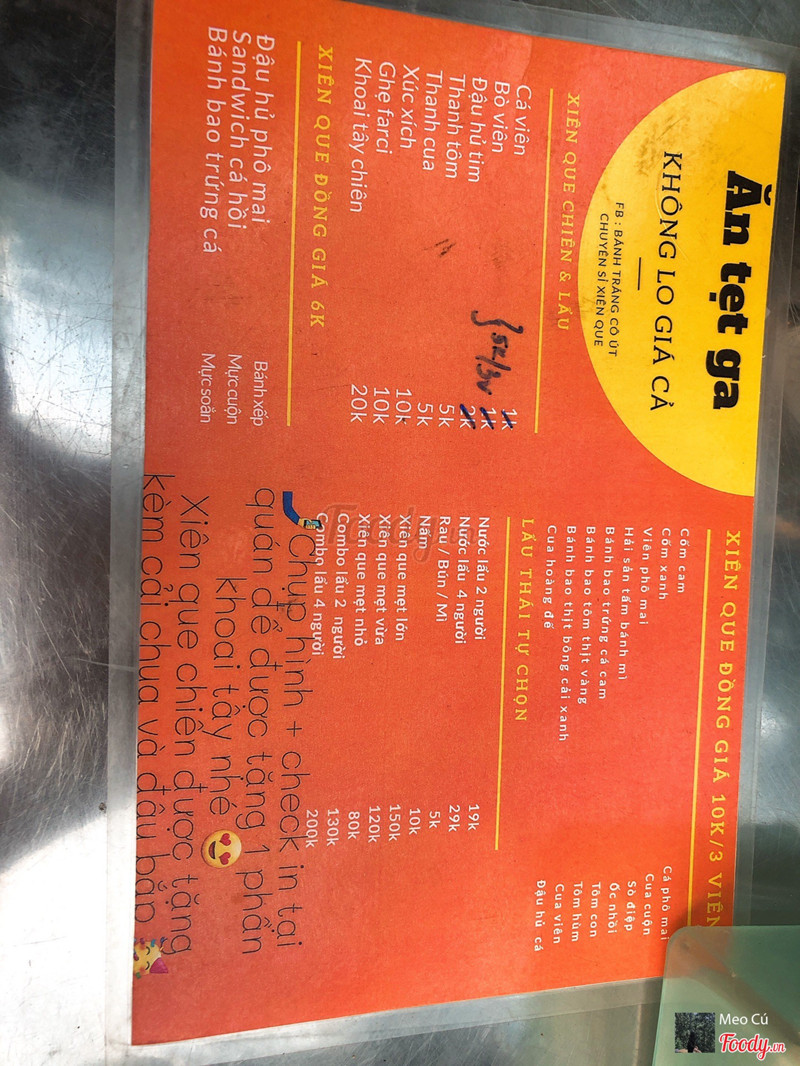 Ăn tẹt ga
KHÔNG LO GIÁ CẢ
FB : BÁNH TRÁNG CÔ ÚT
CHUYÊN SỈ XIÊN QUE
XIÊN QUE CHIÊN & LẨU
Cá viên 1k
Bò viên 1k
Đậu hủ tim
Thanh tôm 5k
Thanh cua 5k
Xúc xích 10k
Ghẹ farci 10k
Khoai tây chiên 20k
5k/3v
XIÊN QUE ĐỒNG GIÁ 6K
Đậu hủ phô mai Bánh xếp
Sandwich cá hồi Mực cuộn
Bánh bao trứng cá Mực soắn
XIÊN QUE ĐỒNG GIÁ 10K/3 VIÊN
Cốm cam Cá phô mai
Cốm xanh Cua cuộn
Viên phô mai Sò điệp
Hải sản tẩm bánh mì Ốc nhồi
Bánh bao trứng cá cam Tôm con
Bánh bao tôm thịt vàng Tôm hùm
Bánh bao thịt bông cải xanh Cua viên
Cua hoàng đế Đậu hủ cá
LẨU THÁI TỰ CHỌN
Nước lẩu 2 người 19k
Nước lẩu 4 người 29k
Rau / Bún / Mì 5k
Nấm 10k
Xiên que mẹt lớn 150k
Xiên que mẹt vừa 120k
Xiên que mẹt nhỏ 80k
Combo lẩu 2 người 130k
Combo lẩu 4 người 200k
Chụp hình + check in tại
quán để được tặng 1 phần
khoai tây nhé
Xiên que chiên được tặng
kèm cải chua và đậu bắp
Foody.vn
Meo Cú
Foody.vn